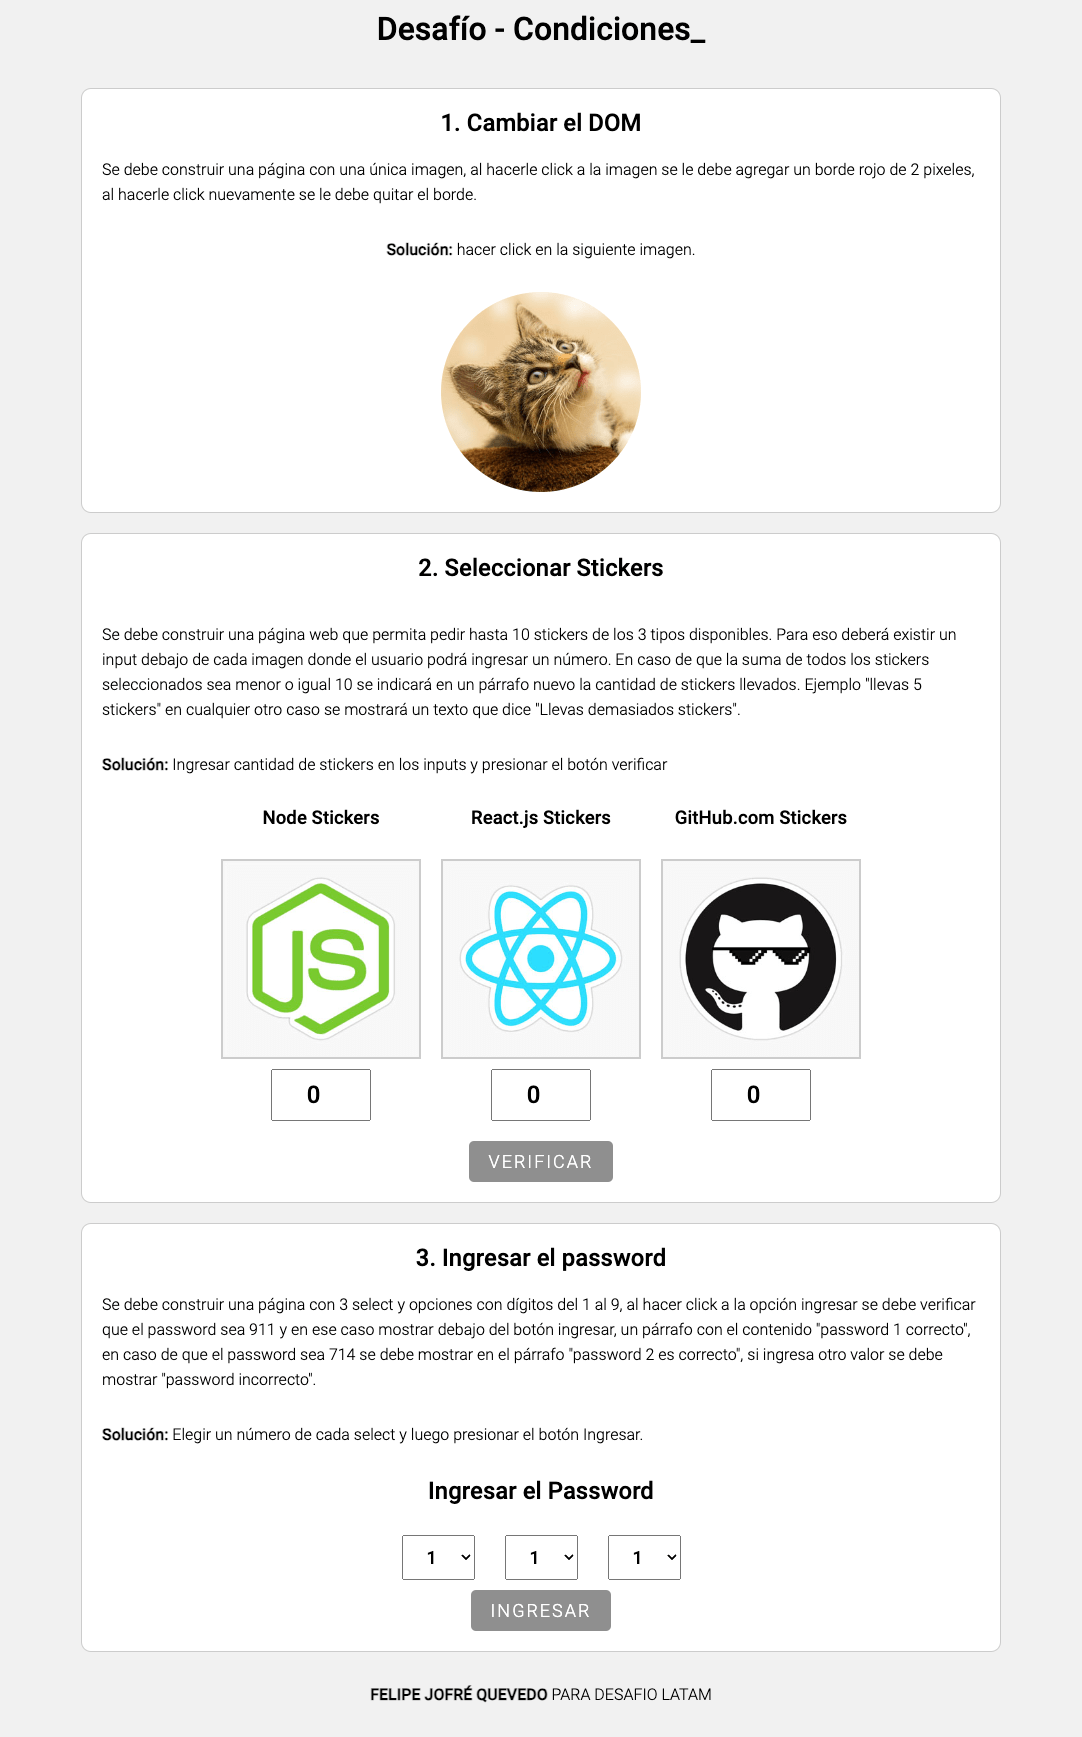 Desafío - Condiciones_
1. Cambiar el DOM
Se debe construir una página con una única imagen, al hacerle click a la imagen se le debe agregar un borde rojo de 2 pixeles,
al hacerle click nuevamente se le debe quitar el borde.
Solución: hacer click en la siguiente imagen.
2. Seleccionar Stickers
Se debe construir una página web que permita pedir hasta 10 stickers de los 3 tipos disponibles. Para eso deberá existir un
input debajo de cada imagen donde el usuario podrá ingresar un número. En caso de que la suma de todos los stickers
seleccionados sea menor o igual 10 se indicará en un párrafo nuevo la cantidad de stickers llevados. Ejemplo "llevas 5
stickers" en cualquier otro caso se mostrará un texto que dice "Llevas demasiados stickers".
Solución: Ingresar cantidad de stickers en los inputs y presionar el botón verificar
Node Stickers React.js Stickers GitHub.com Stickers
JS
0 0 0
VERIFICAR
3. Ingresar el password
Se debe construir una página con 3 select y opciones con dígitos del 1 al 9, al hacer click a la opción ingresar se debe verificar
que el password sea 911 y en ese caso mostrar debajo del botón ingresar, un párrafo con el contenido "password 1 correcto",
en caso de que el password sea 714 se debe mostrar en el párrafo "password 2 es correcto", si ingresa otro valor se debe
mostrar "password incorrecto".
Solución: Elegir un número de cada select y luego presionar el botón Ingresar.
Ingresar el Password
1 1 1
INGRESAR
FELIPE JOFRÉ QUEVEDO PARA DESAFIO LATAM